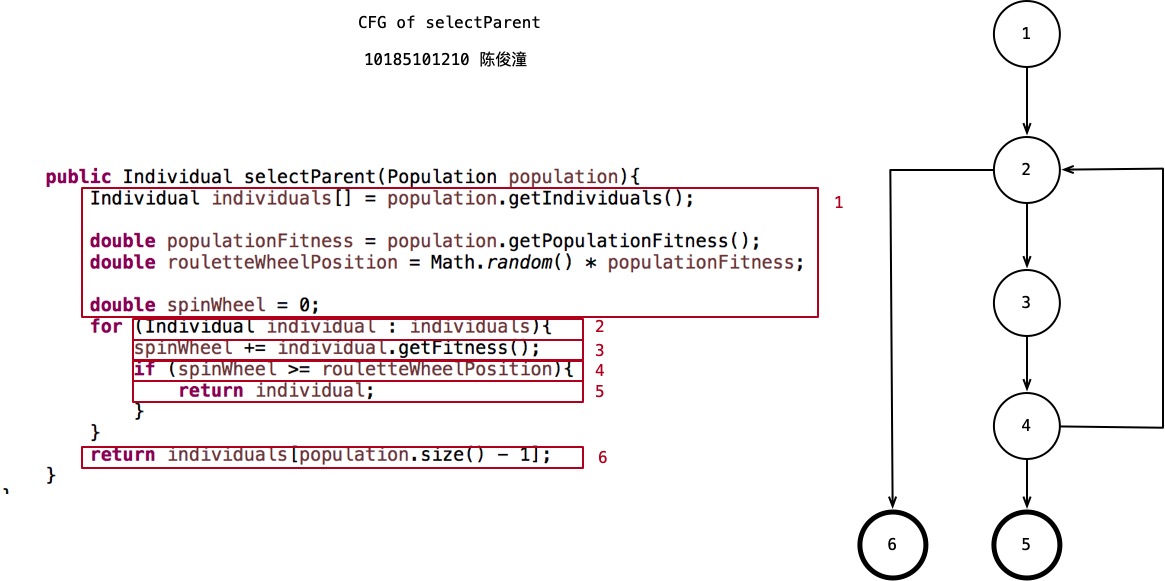 CFG of selectParent
10185101210 陈俊潼
public Individual selectParent(Population population){
Individual individuals[] = population.getIndividuals();
1
double populationFitness = population.getPopulationFitness();
double rouletteWheelPosition = Math.random() * populationFitness;
double spinWheel = 0;
for (Individual individual : individuals){
2
spinWheel += individual.getFitness();
3
if (spinWheel >= rouletteWheelPosition){
4
return individual;
5
}
}
return individuals[population.size() - 1];
6
}
1
2
3
4
6
5